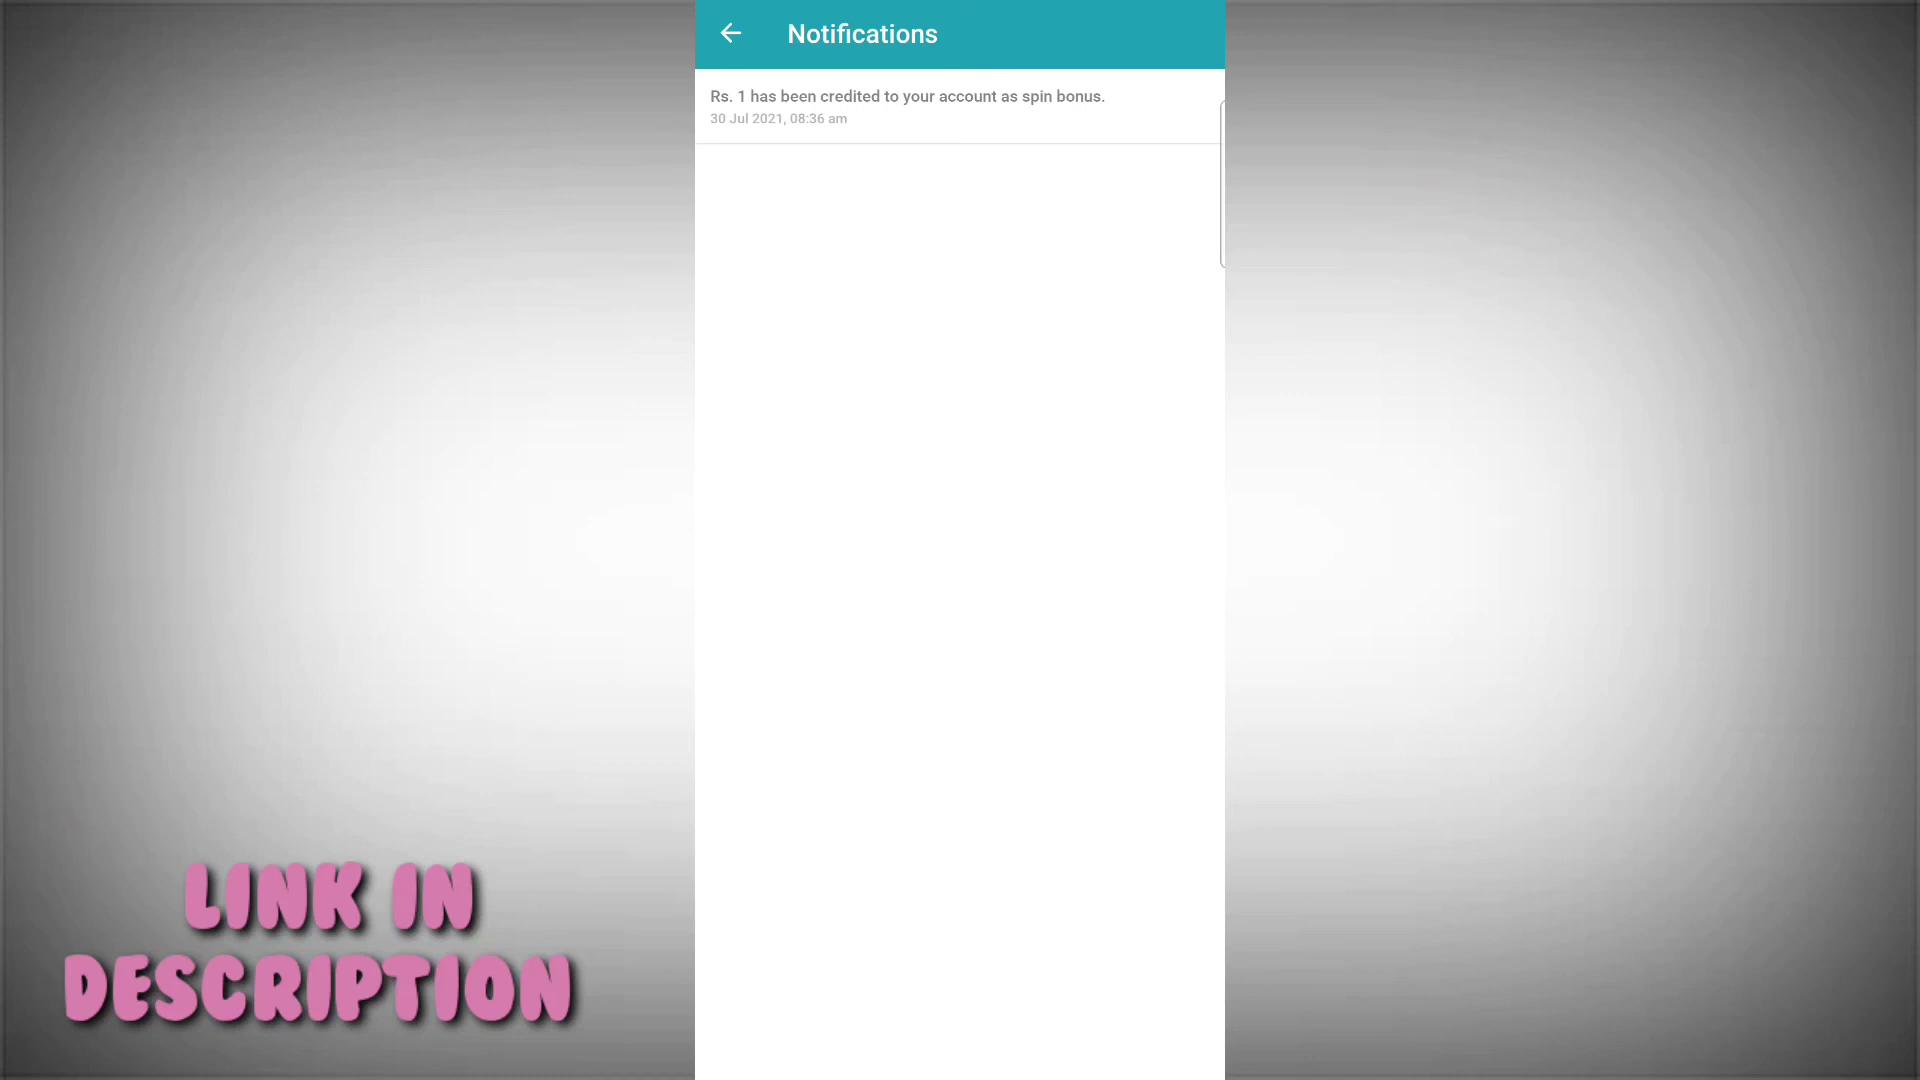 Notifications
Rs. 1 has been credited to your account as spin bonus.
30 Jul 2021, 08:36 am
LINK IN
DESCRIPTION